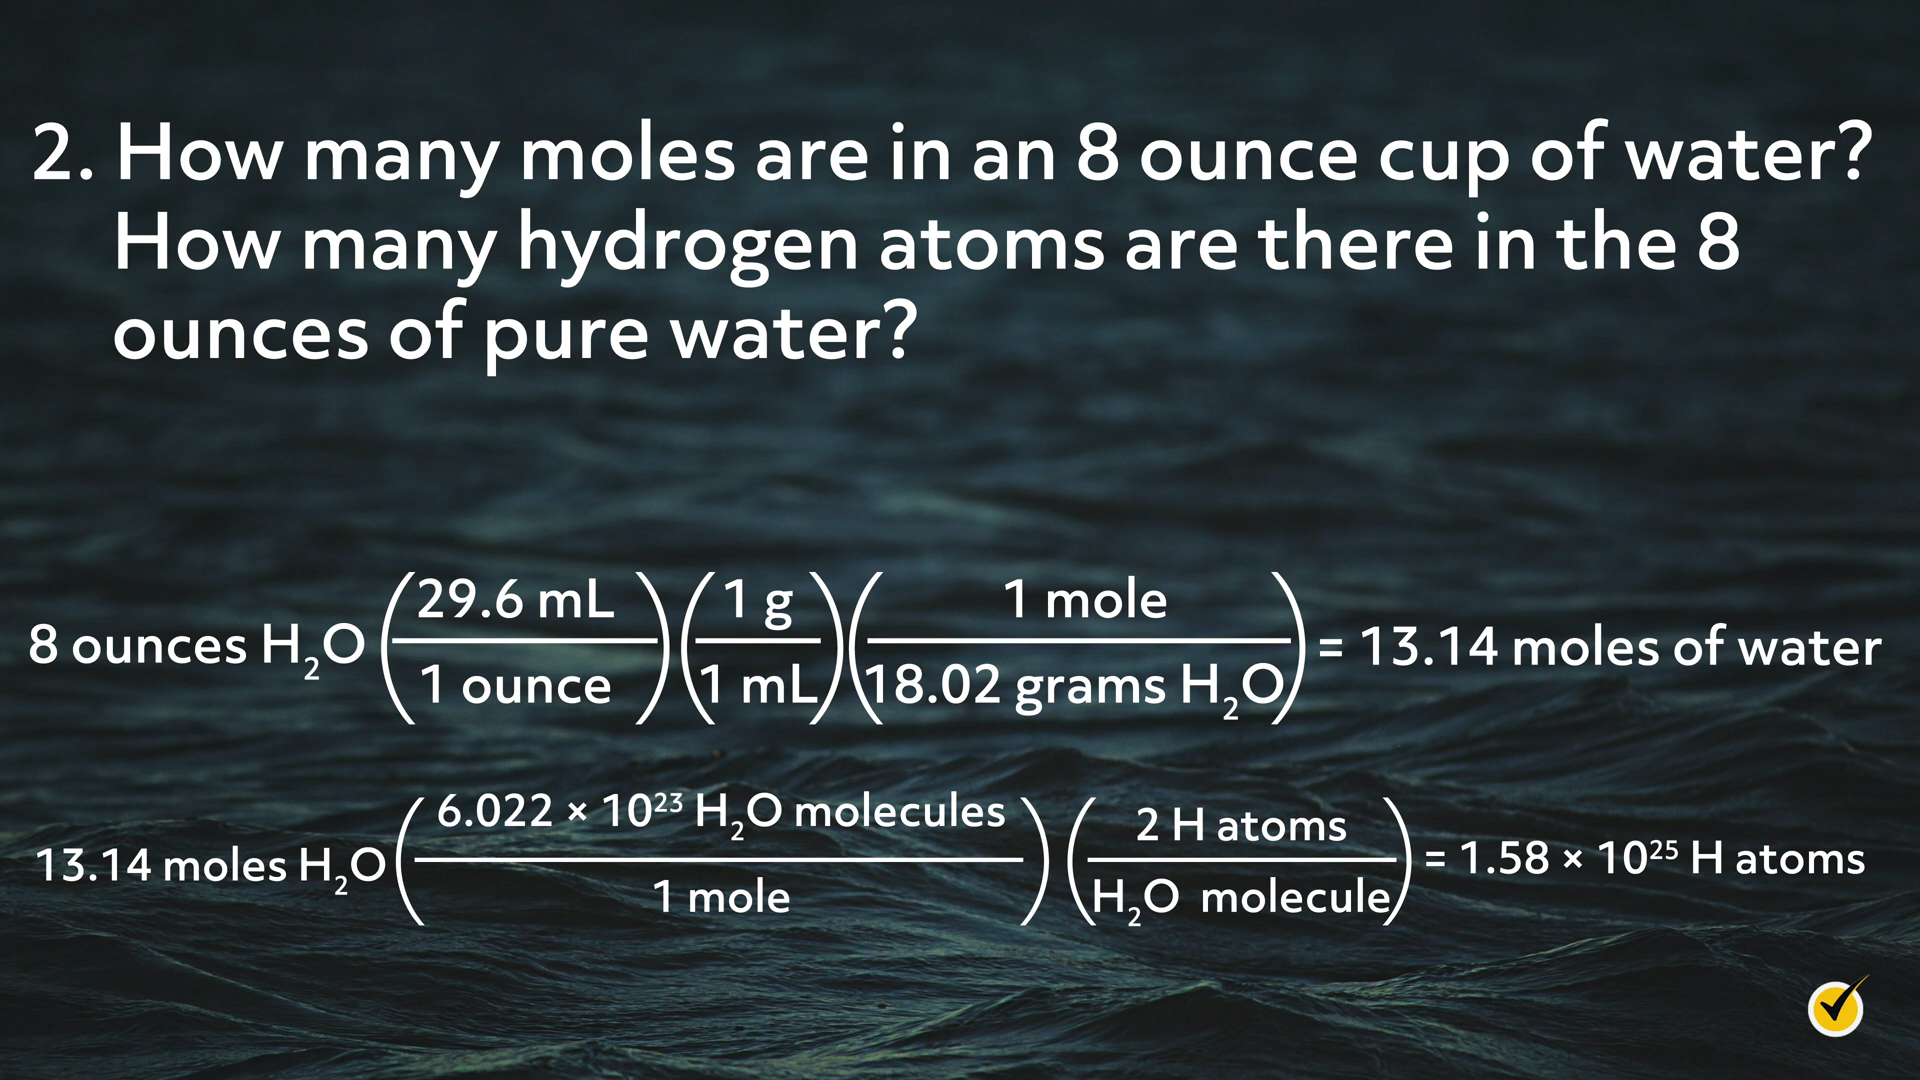 2. How many moles are in an 8 ounce cup of water?
How many hydrogen atoms are there in the 8
ounces of pure water?
8 ounces H₂O (29.6 mL / 1 ounce) (1 g / 1 mL) (1 mole / 18.02 grams H₂O) = 13.14 moles of water
13.14 moles H₂O (6.022 × 10²³ H₂O molecules / 1 mole) (2 H atoms / H₂O molecule) = 1.58 × 10²⁵ H atoms